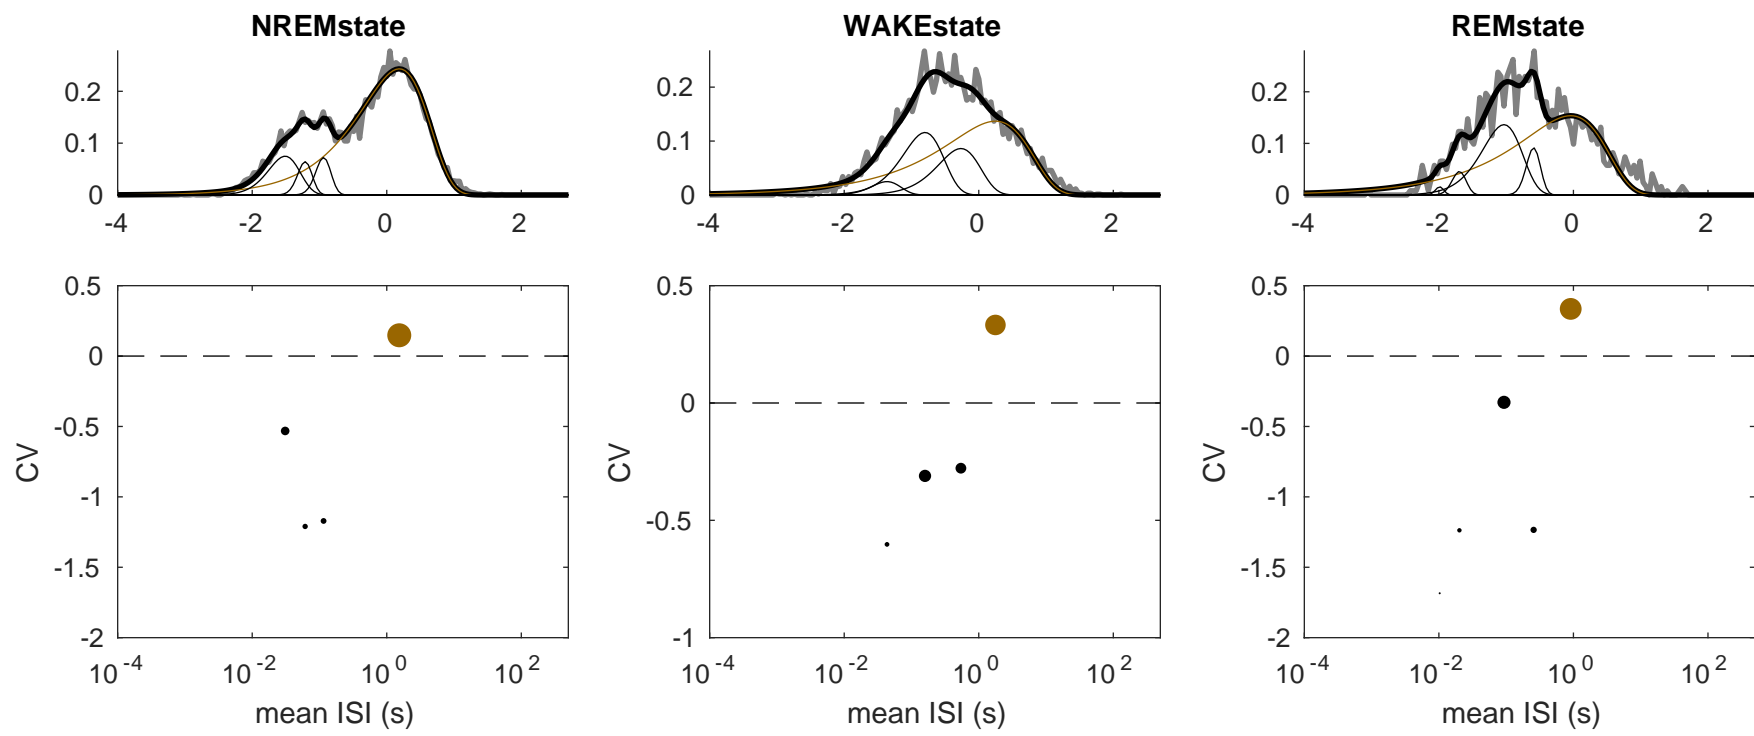 NREMstate WAKEstate REMstate
0.2 0.2 0.2
0.1 0.1 0.1
0 0 0
-4 -2 0 2 -4 -2 0 2 -4 -2 0 2
0.5 0.5 0.5
0 0 0
-0.5 -0.5 -0.5
-1 -1 -1
-1.5 -1.5
-2 -2
CV CV CV
10^-4 10^-2 10^0 10^2 10^-4 10^-2 10^0 10^2 10^-4 10^-2 10^0 10^2
mean ISI (s) mean ISI (s) mean ISI (s)